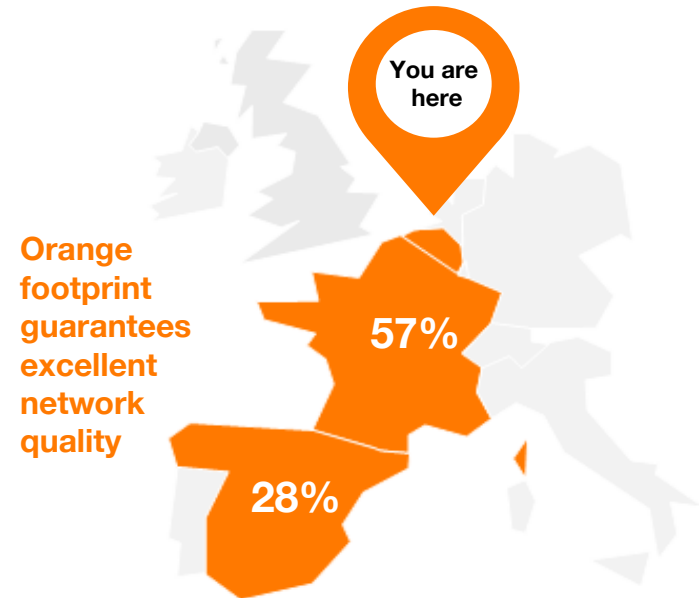 You are
here
Orange
footprint
guarantees
excellent
network
quality
57%
28%